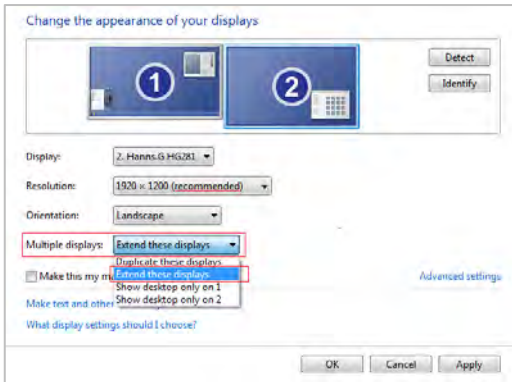 Change the appearance of your displays
1
2
Detect
Identify
Display:
2. Hanns.G HG281
Resolution:
1920 × 1200 (recommended)
Orientation:
Landscape
Multiple displays:
Extend these displays
Duplicate these displays
Make this my m
Extend these displays
Show desktop only on 1
Advanced settings
Make text and other
Show desktop only on 2
What display settings should I choose?
OK
Cancel
Apply